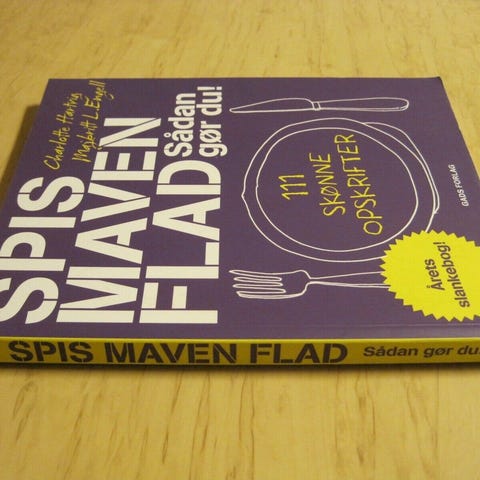 Charlotte Hartvig
Majbritt L. Engell
SPIS
MAVEN
FLAD
Sådan
gør du!
111
SKØNNE
OPSKRIFTER
GADS FORLAG
Årets
slankebog!
SPIS MAVEN FLAD Sådan gør du!